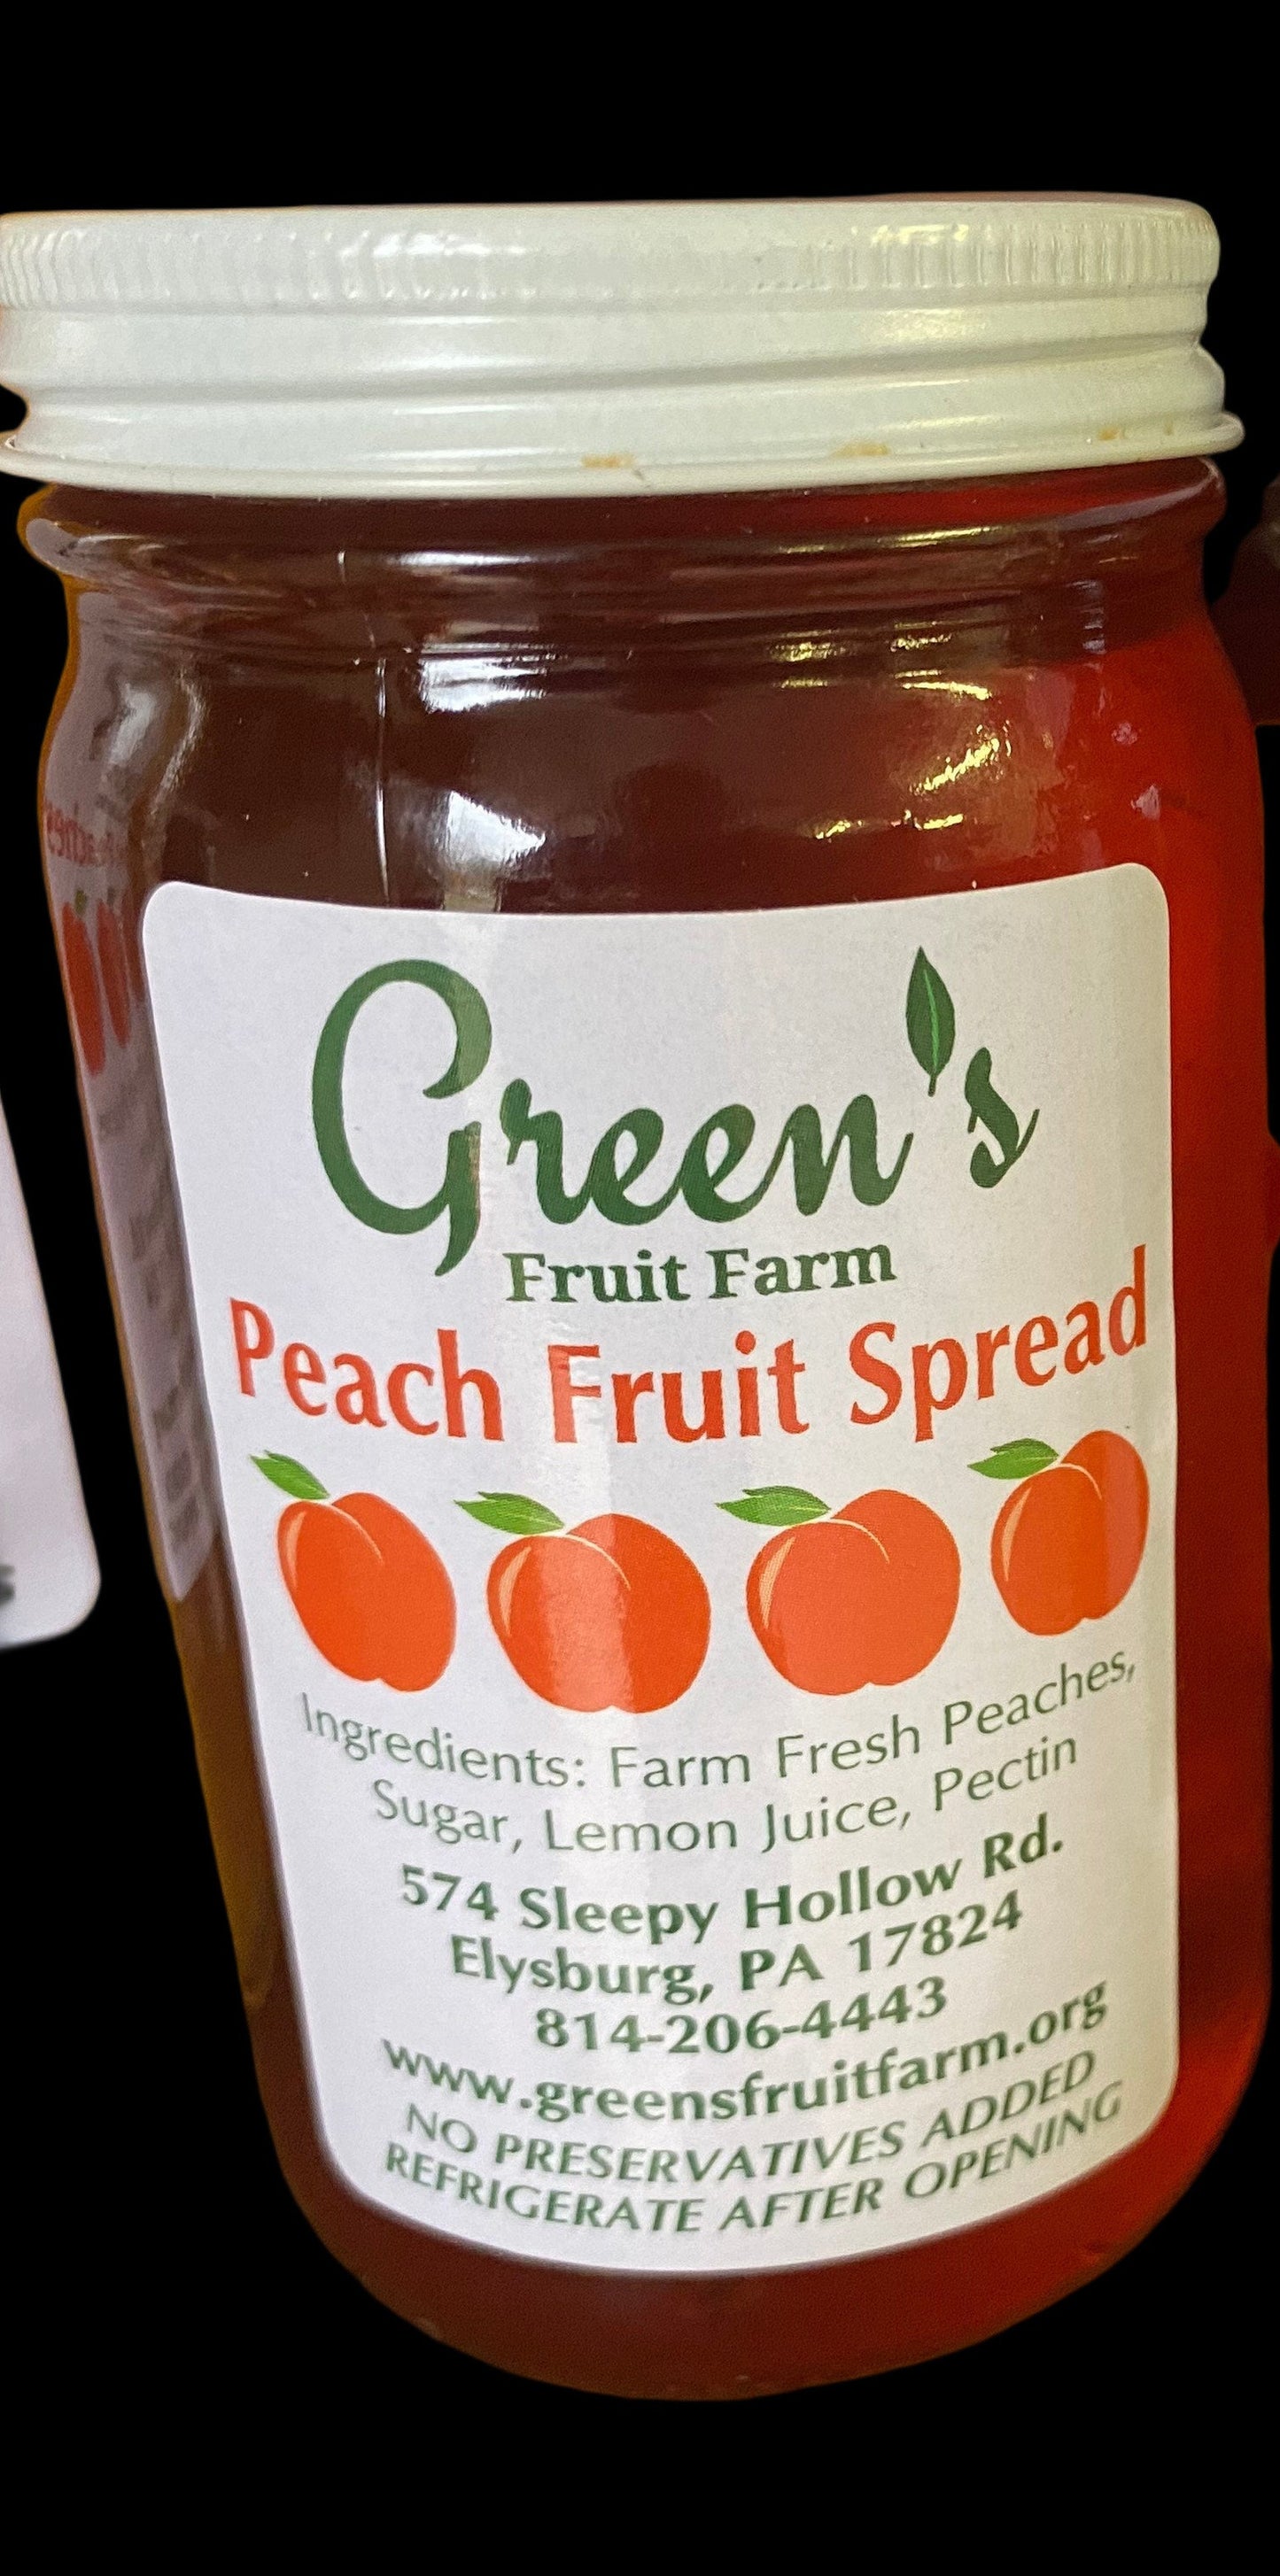 Green's
Fruit Farm
Peach Fruit Spread
Ingredients: Farm Fresh Peaches,
Sugar, Lemon Juice, Pectin
574 Sleepy Hollow Rd.
Elysburg, PA 17824
814-206-4443
www.greensfruitfarm.org
NO PRESERVATIVES ADDED
REFRIGERATE AFTER OPENING